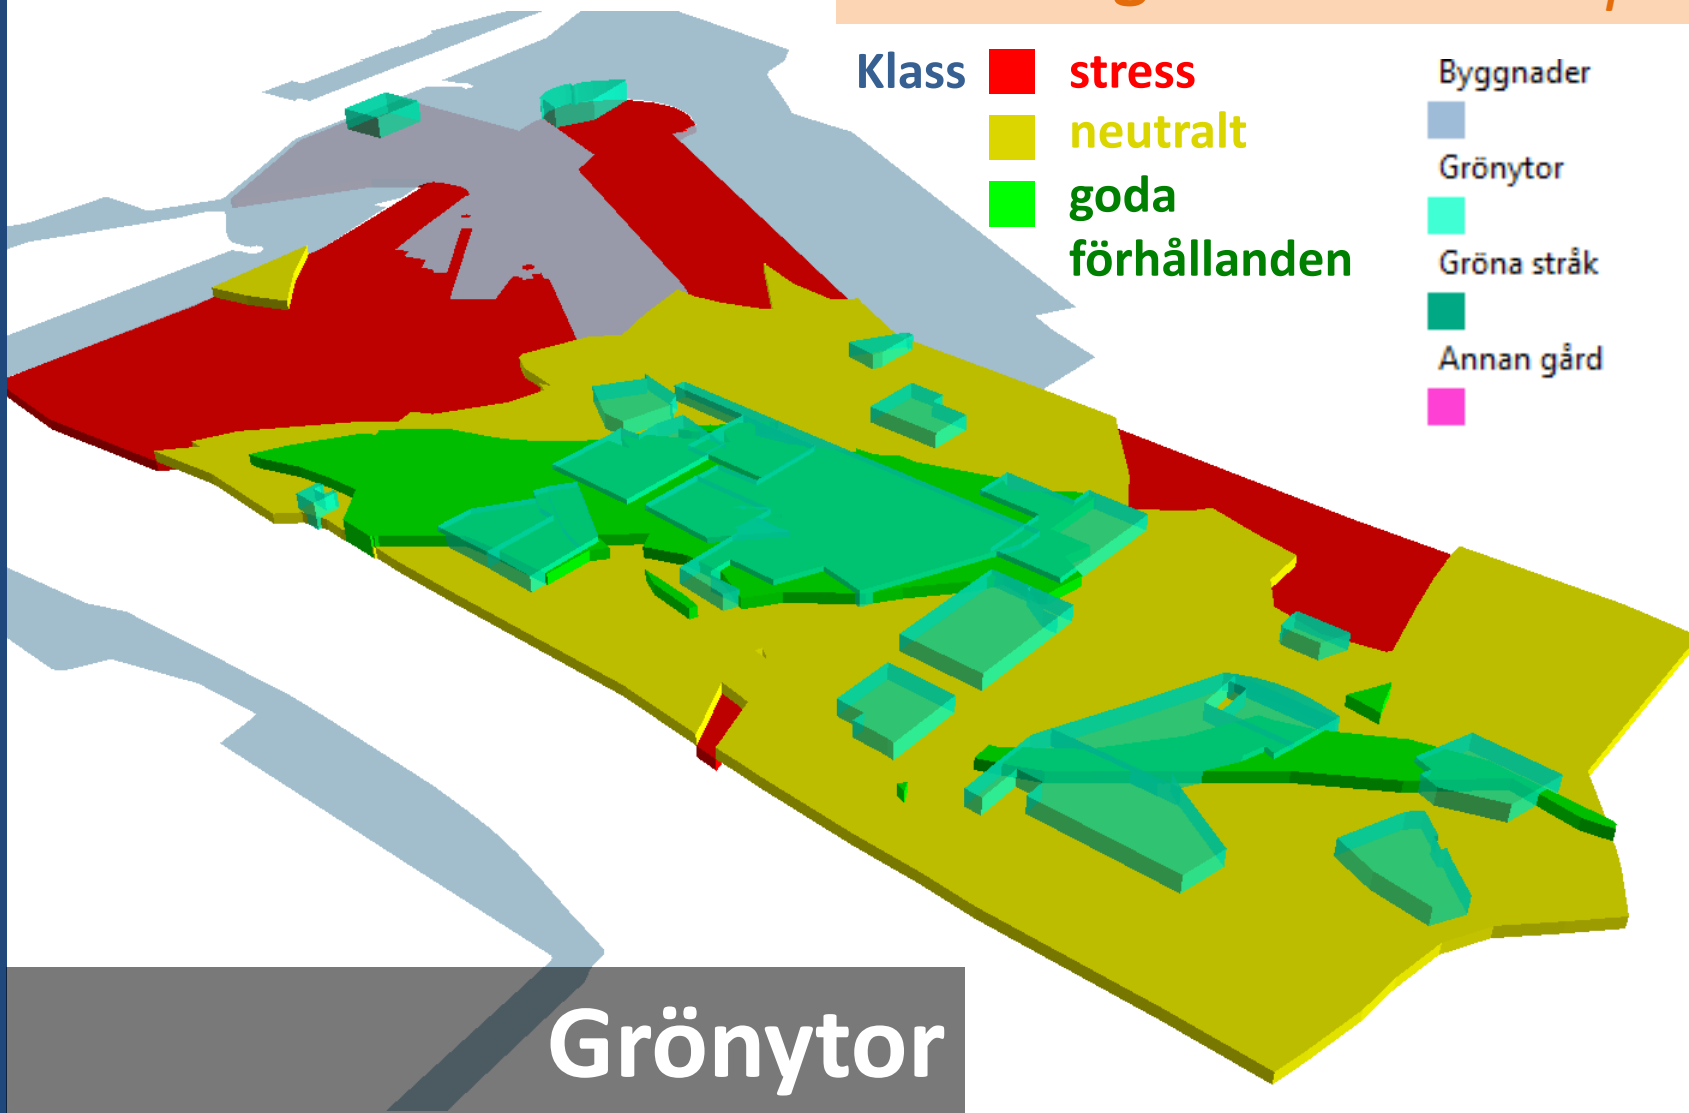 Klass
stress
neutralt
goda
förhållanden
Byggnader
Grönytor
Gröna stråk
Annan gård
Grönytor